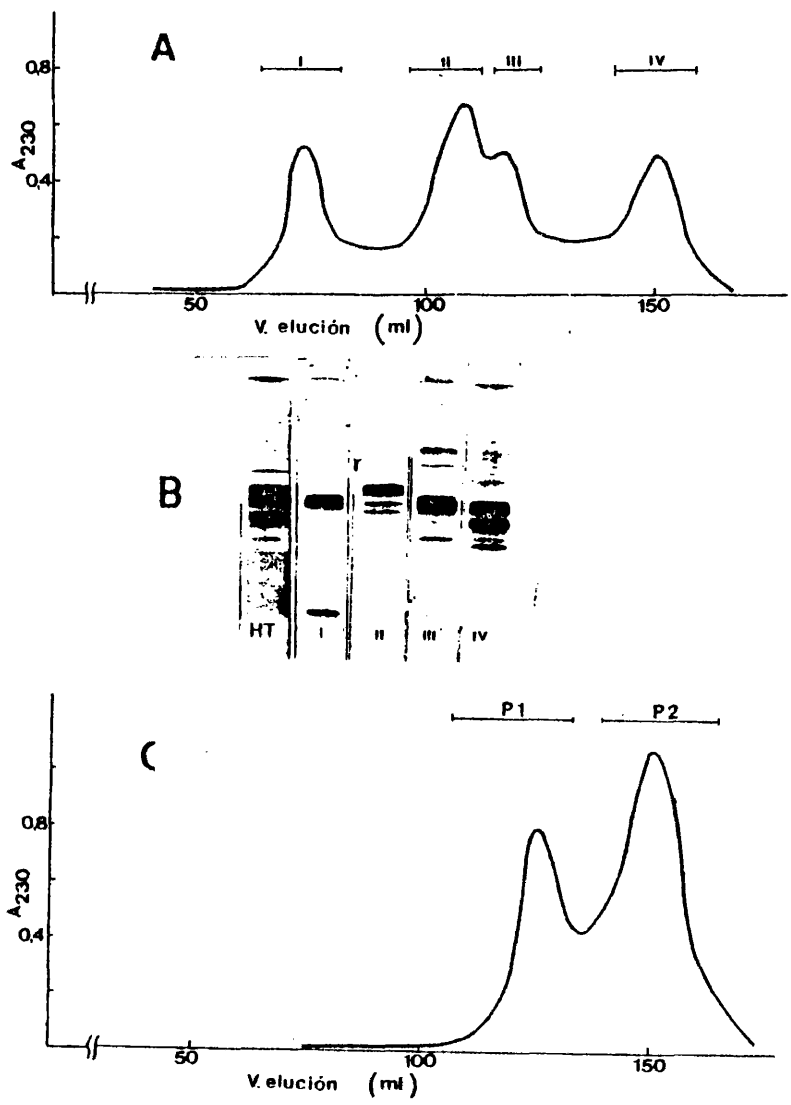 A
I II III IV
0,8
A230
0,4
50 100 150
V. elución (ml)
B
r
HT I II III IV
C
P1 P2
0,8
A230
0,4
50 100 150
V. elución (ml)